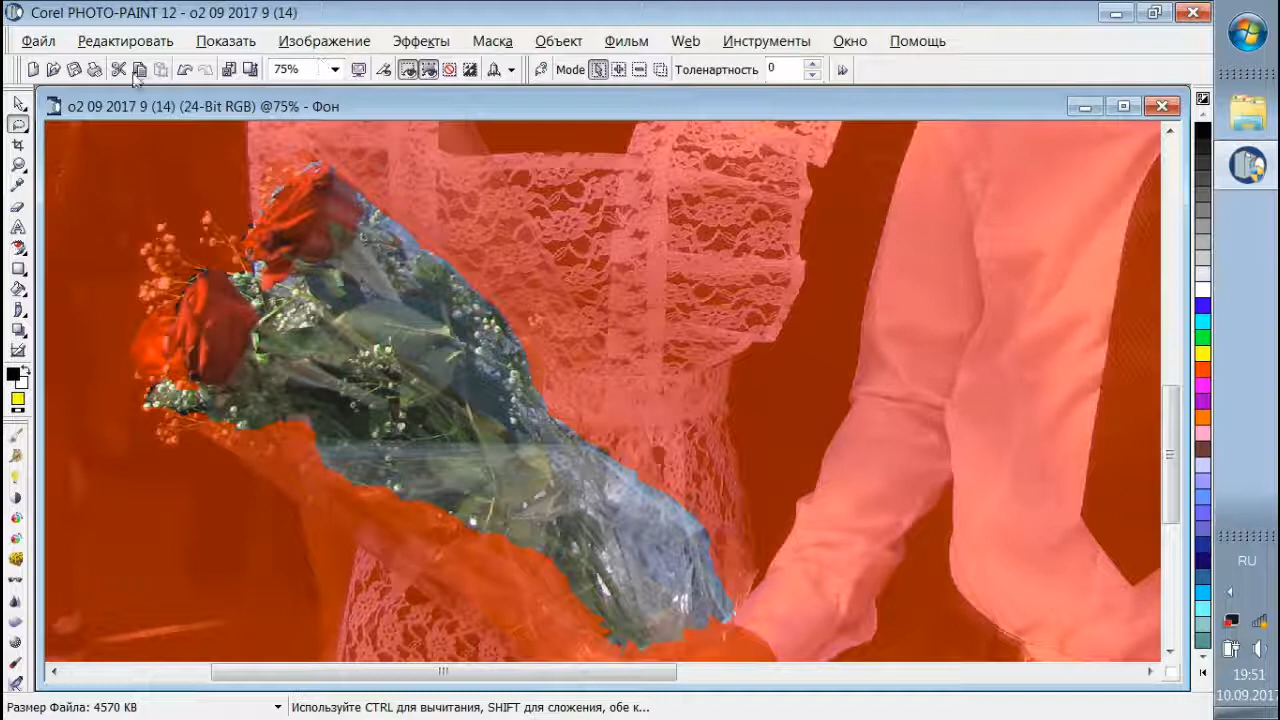 Corel PHOTO-PAINT 12 - o2 09 2017 9 (14)
Файл Редактировать Показать Изображение Эффекты Маска Объект Фильм Web Инструменты Окно Помощь
75% Mode Толенартность 0
o2 09 2017 9 (14) (24-Bit RGB) @75% - Фон
RU
19:51
10.09.2017
Размер Файла: 4570 KB Используйте CTRL для вычитания, SHIFT для сложения, обе к...